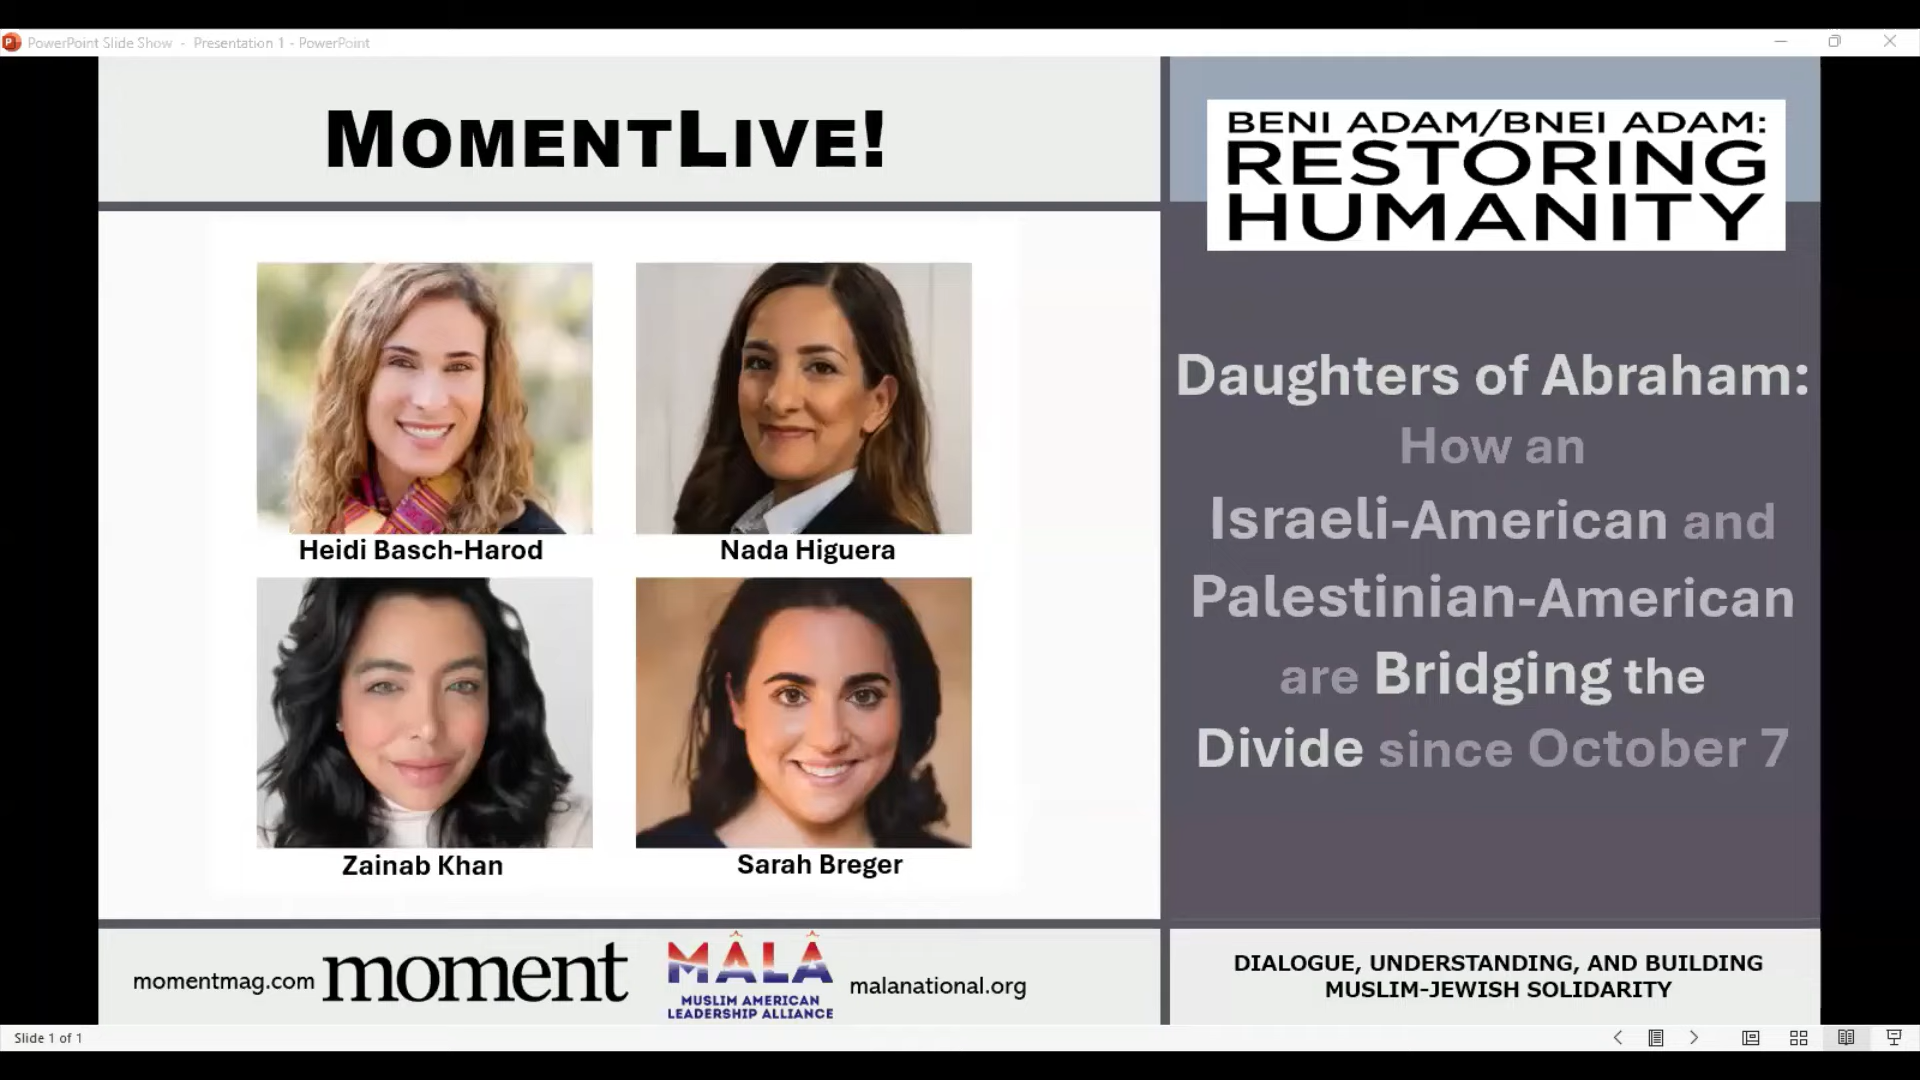 PowerPoint Slide Show - Presentation 1 - PowerPoint
MOMENTLIVE!
BENI ADAM/BNEI ADAM:
RESTORING
HUMANITY
Heidi Basch-Harod
Nada Higuera
Zainab Khan
Sarah Breger
Daughters of Abraham:
How an
Israeli-American and
Palestinian-American
are Bridging the
Divide since October 7
momentmag.com
moment
MÂLÂ
MUSLIM AMERICAN
LEADERSHIP ALLIANCE
malanational.org
DIALOGUE, UNDERSTANDING, AND BUILDING
MUSLIM-JEWISH SOLIDARITY
Slide 1 of 1